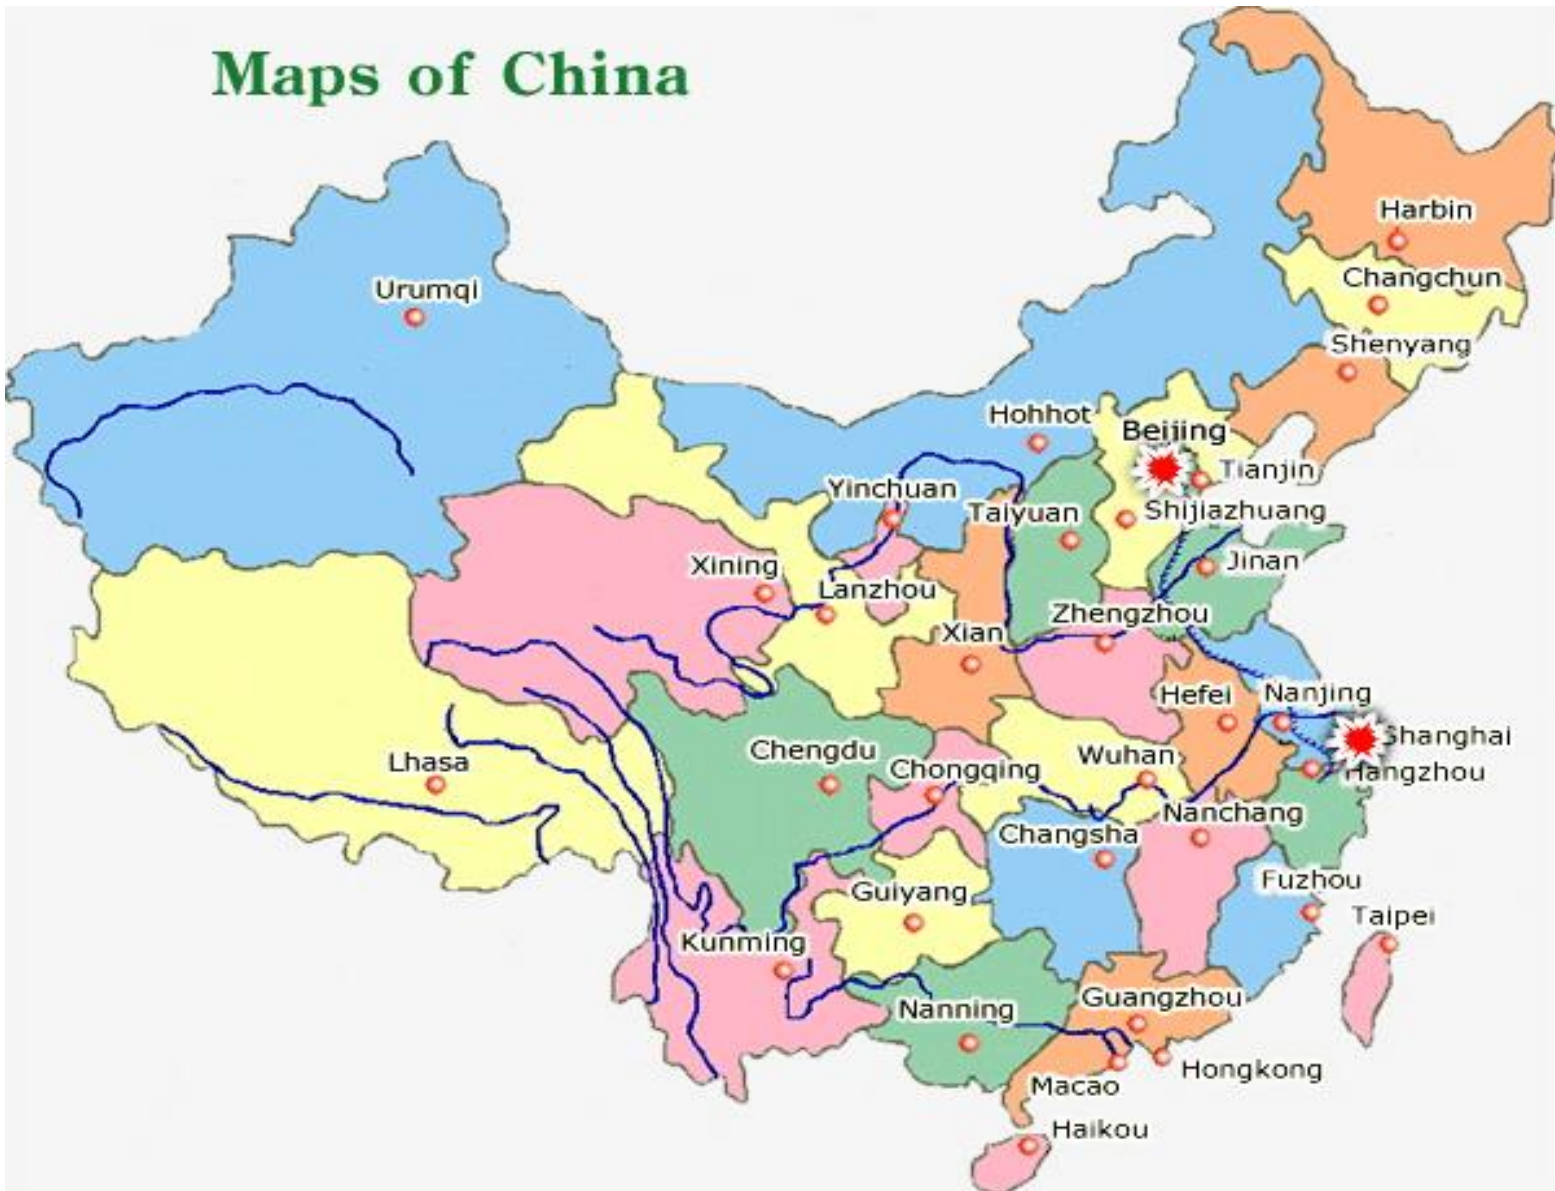 Maps of China
Harbin
Changchun
Urumqi
Shenyang
Hohhot
Beijing
Tianjin
Yinchuan
Taiyuan
Shijiazhuang
Xining
Jinan
Lanzhou
Zhengzhou
Xian
Hefei
Nanjing
Shanghai
Chengdu
Wuhan
Lhasa
Chongqing
Hangzhou
Nanchang
Changsha
Fuzhou
Guiyang
Taipei
Kunming
Guangzhou
Nanning
Hongkong
Macao
Haikou